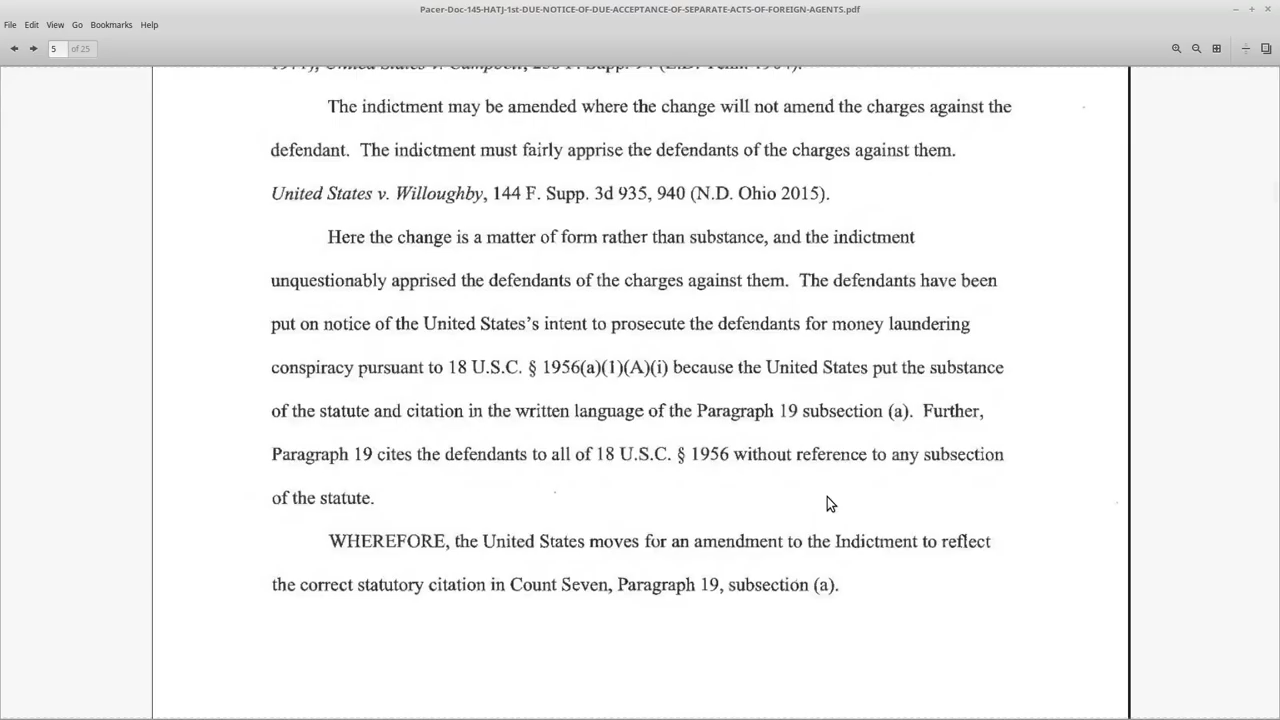 Pacer-Doc-145-HATJ-1st-DUE-NOTICE-OF-DUE-ACCEPTANCE-OF-SEPARATE-ACTS-OF-FOREIGN-AGENTS.pdf
File Edit View Go Bookmarks Help
5 of 25
The indictment may be amended where the change will not amend the charges against the
defendant. The indictment must fairly apprise the defendants of the charges against them.
United States v. Willoughby, 144 F. Supp. 3d 935, 940 (N.D. Ohio 2015).
Here the change is a matter of form rather than substance, and the indictment
unquestionably apprised the defendants of the charges against them. The defendants have been
put on notice of the United States’s intent to prosecute the defendants for money laundering
conspiracy pursuant to 18 U.S.C. § 1956(a)(1)(A)(i) because the United States put the substance
of the statute and citation in the written language of the Paragraph 19 subsection (a). Further,
Paragraph 19 cites the defendants to all of 18 U.S.C. § 1956 without reference to any subsection
of the statute.
WHEREFORE, the United States moves for an amendment to the Indictment to reflect
the correct statutory citation in Count Seven, Paragraph 19, subsection (a).